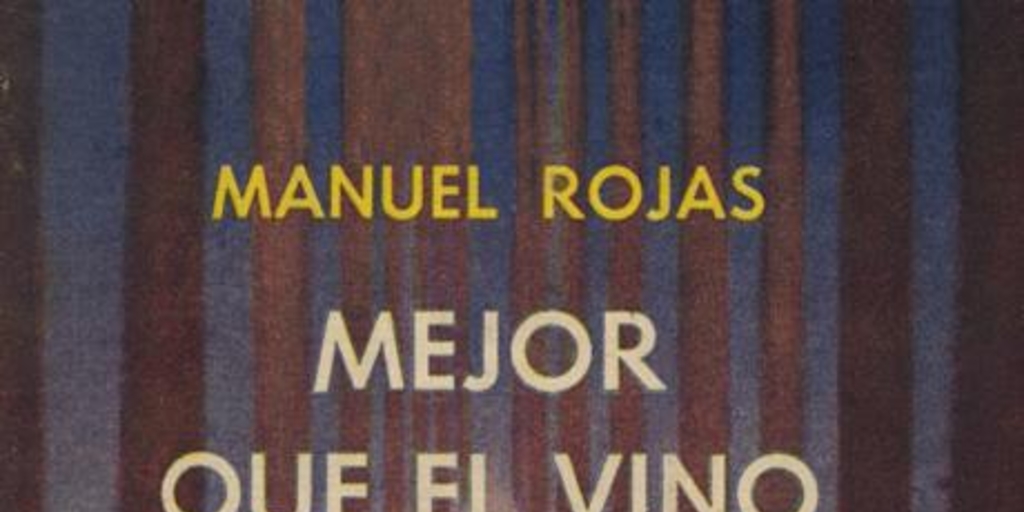 MANUEL ROJAS
MEJOR
QUE EL VINO